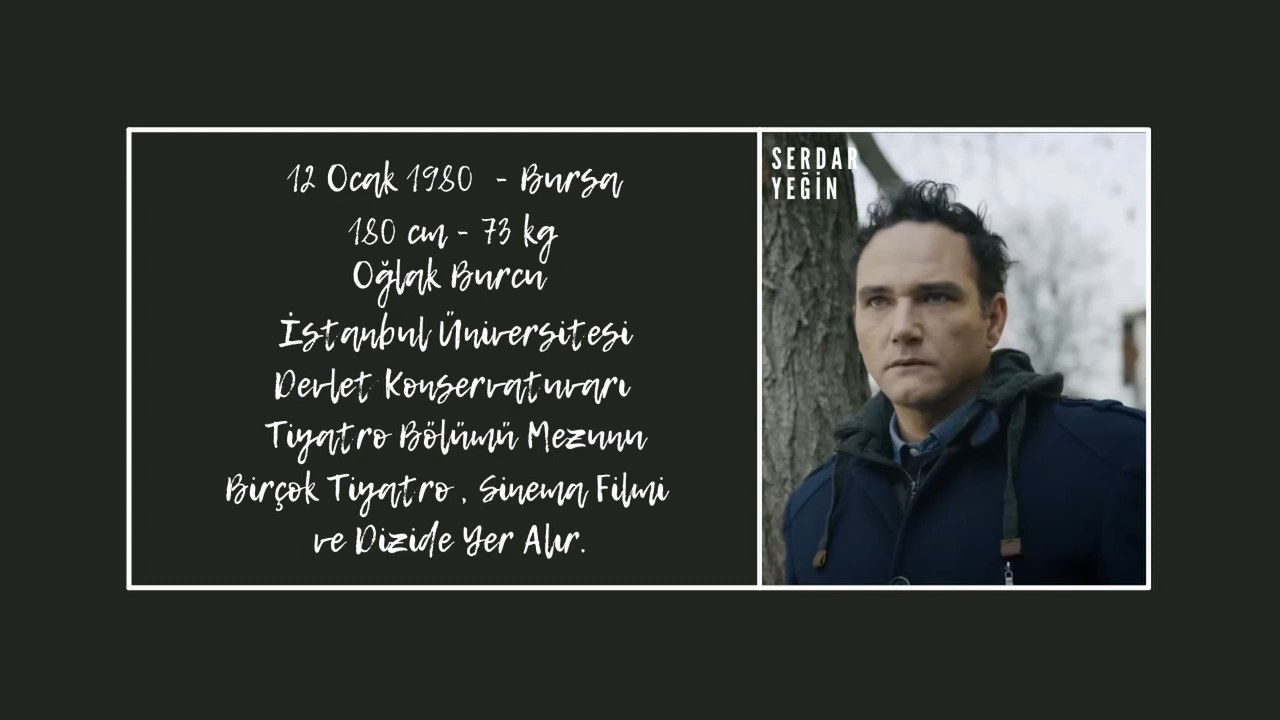 12 Ocak 1980 - Bursa
180 cm - 73 kg
Oğlak Burcu
İstanbul Üniversitesi
Devlet Konservatuvarı
Tiyatro Bölümü Mezunu
Birçok Tiyatro , Sinema Filmi
ve Dizide Yer Alır.
SERDAR
YEĞİN